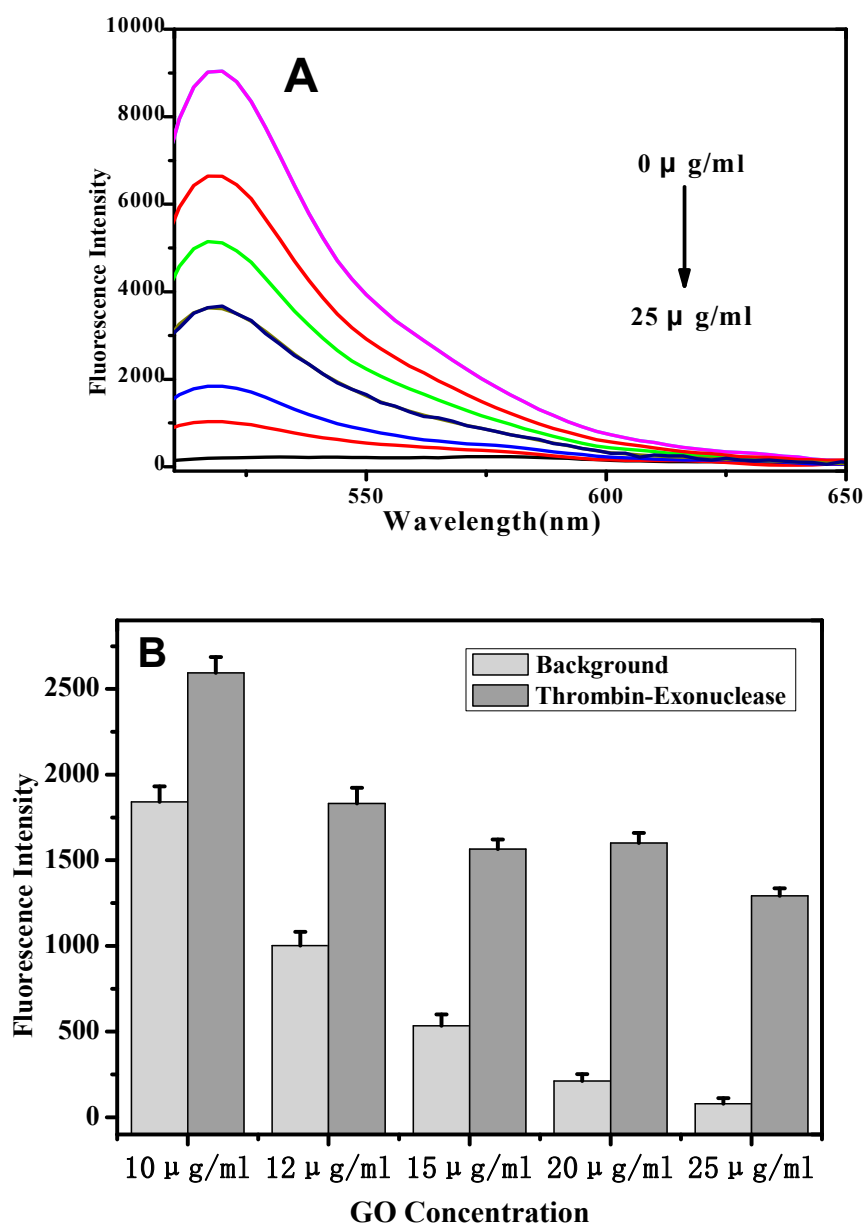 10000
8000
6000
4000
2000
0
Fluorescence Intensity
A
0 μ g/ml
25 μ g/ml
550 600 650
Wavelength(nm)
B
Background
Thrombin-Exonuclease
2500
2000
1500
1000
500
0
Fluorescence Intensity
10 μ g/ml 12 μ g/ml 15 μ g/ml 20 μ g/ml 25 μ g/ml
GO Concentration